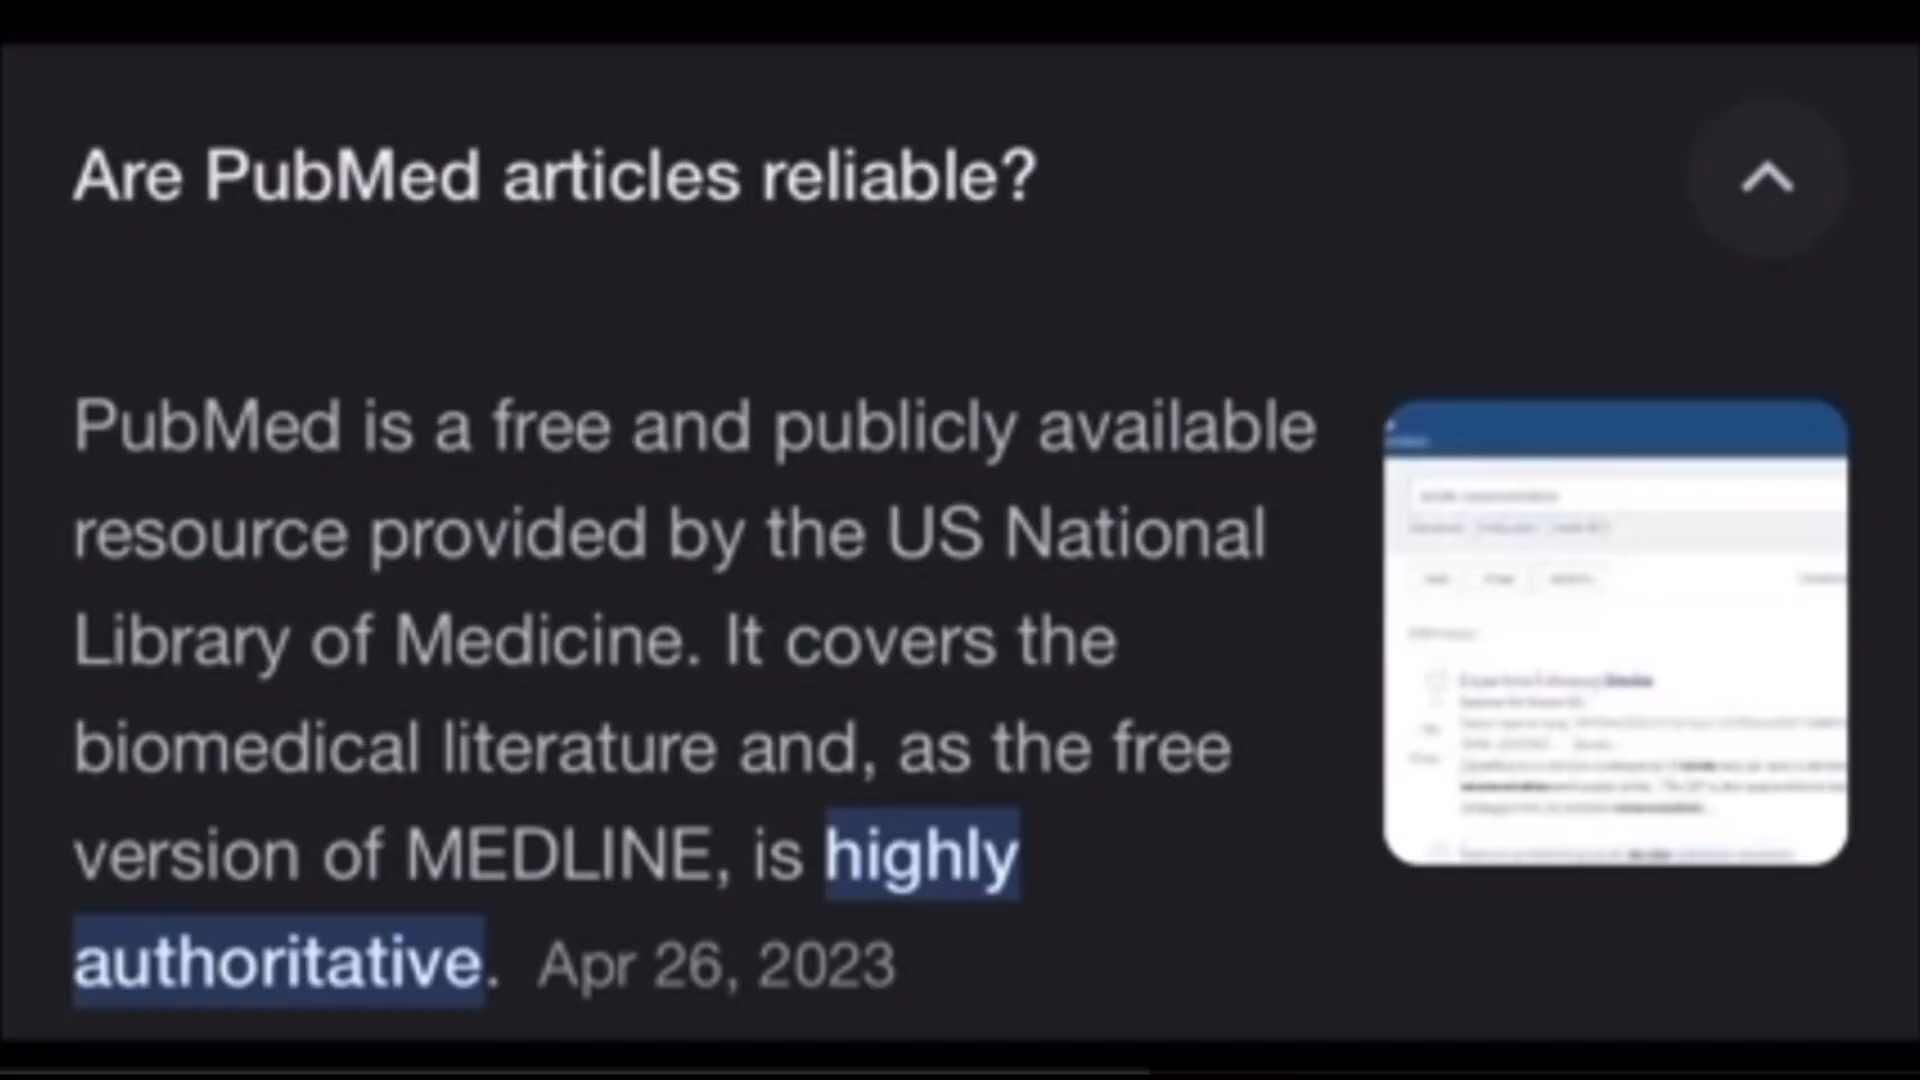 Are PubMed articles reliable?
PubMed is a free and publicly available
resource provided by the US National
Library of Medicine. It covers the
biomedical literature and, as the free
version of MEDLINE, is highly
authoritative. Apr 26, 2023